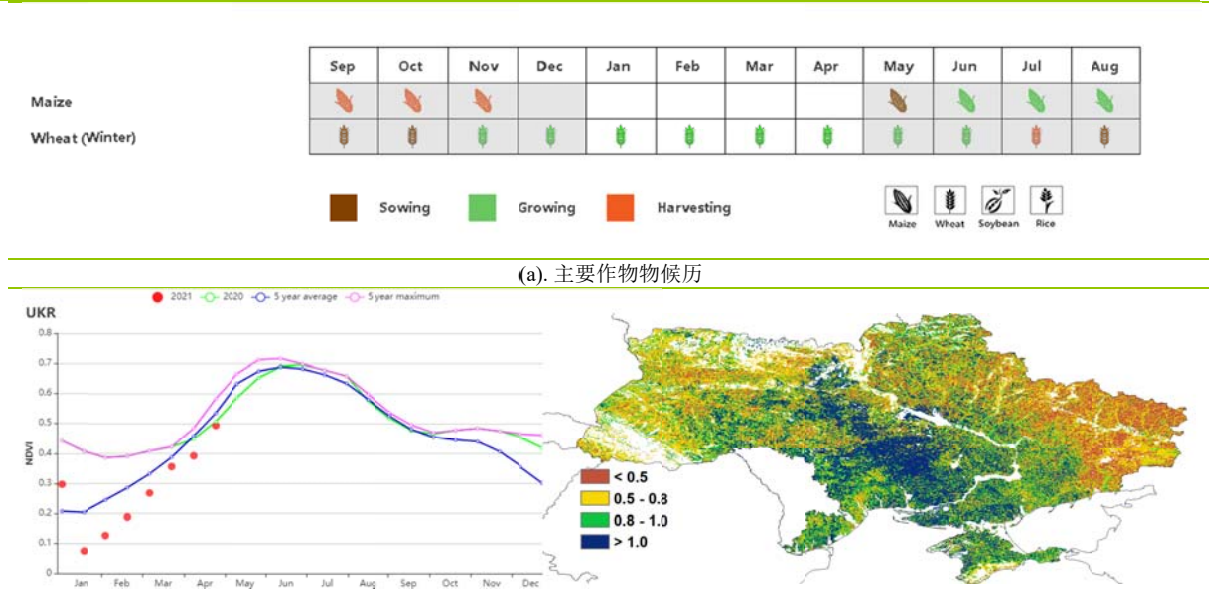 Sep Oct Nov Dec Jan Feb Mar Apr May Jun Jul Aug
Maize
Wheat (Winter)
Sowing Growing Harvesting
Maize Wheat Soybean Rice
(a). 主要作物物候历
2021 2020 5 year average 5 year maximum
UKR
0.8
0.7
0.6
0.5
0.4
0.3
0.2
0.1
0
NDVI
Jan Feb Mar Apr May Jun Jul Aug Sep Oct Nov Dec
< 0.5
0.5 - 0.8
0.8 - 1.0
> 1.0